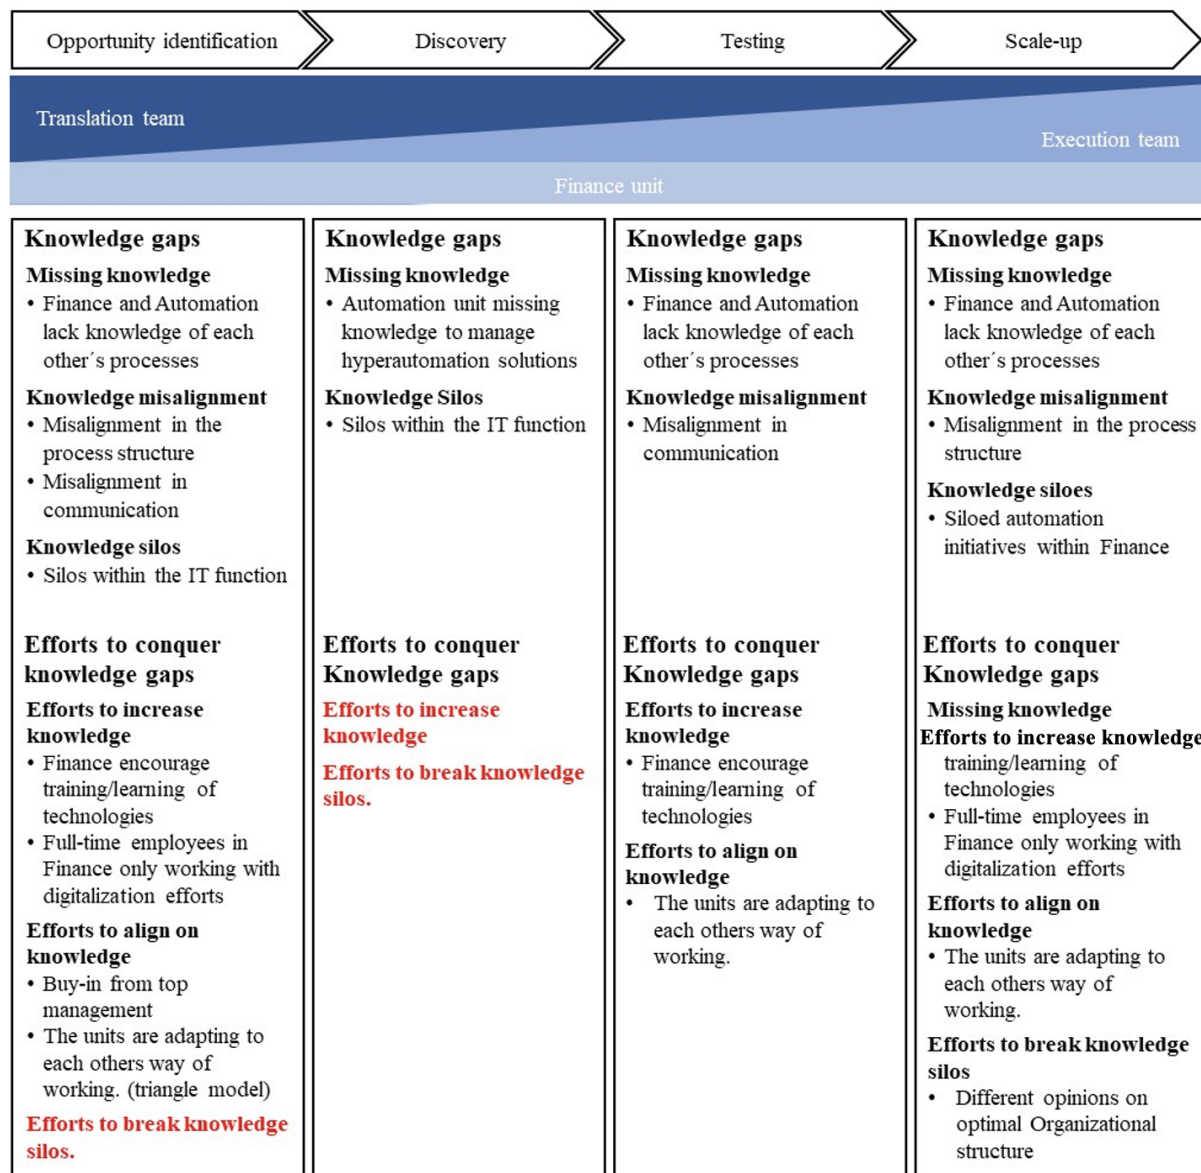 Opportunity identification
Discovery
Testing
Scale-up
Translation team
Execution team
Finance unit
Knowledge gaps
Missing knowledge
• Finance and Automation
lack knowledge of each
other´s processes
Knowledge misalignment
• Misalignment in the
process structure
• Misalignment in
communication
Knowledge silos
• Silos within the IT function
Efforts to conquer
knowledge gaps
Efforts to increase
knowledge
• Finance encourage
training/learning of
technologies
• Full-time employees in
Finance only working with
digitalization efforts
Efforts to align on
knowledge
• Buy-in from top
management
• The units are adapting to
each others way of
working. (triangle model)
Efforts to break knowledge
silos.
Knowledge gaps
Missing knowledge
• Automation unit missing
knowledge to manage
hyperautomation solutions
Knowledge Silos
• Silos within the IT function
Efforts to conquer
Knowledge gaps
Efforts to increase
knowledge
Efforts to break knowledge
silos.
Knowledge gaps
Missing knowledge
• Finance and Automation
lack knowledge of each
other´s processes
Knowledge misalignment
• Misalignment in
communication
Efforts to conquer
Knowledge gaps
Efforts to increase
knowledge
• Finance encourage
training/learning of
technologies
Efforts to align on
knowledge
• The units are adapting to
each others way of
working.
Knowledge gaps
Missing knowledge
• Finance and Automation
lack knowledge of each
other´s processes
Knowledge misalignment
• Misalignment in the process
structure
Knowledge siloes
• Siloed automation
initiatives within Finance
Efforts to conquer
Knowledge gaps
Missing knowledge
Efforts to increase knowledge
training/learning of
technologies
• Full-time employees in
Finance only working with
digitalization efforts
Efforts to align on
knowledge
• The units are adapting to
each others way of
working.
Efforts to break knowledge
silos
• Different opinions on
optimal Organizational
structure